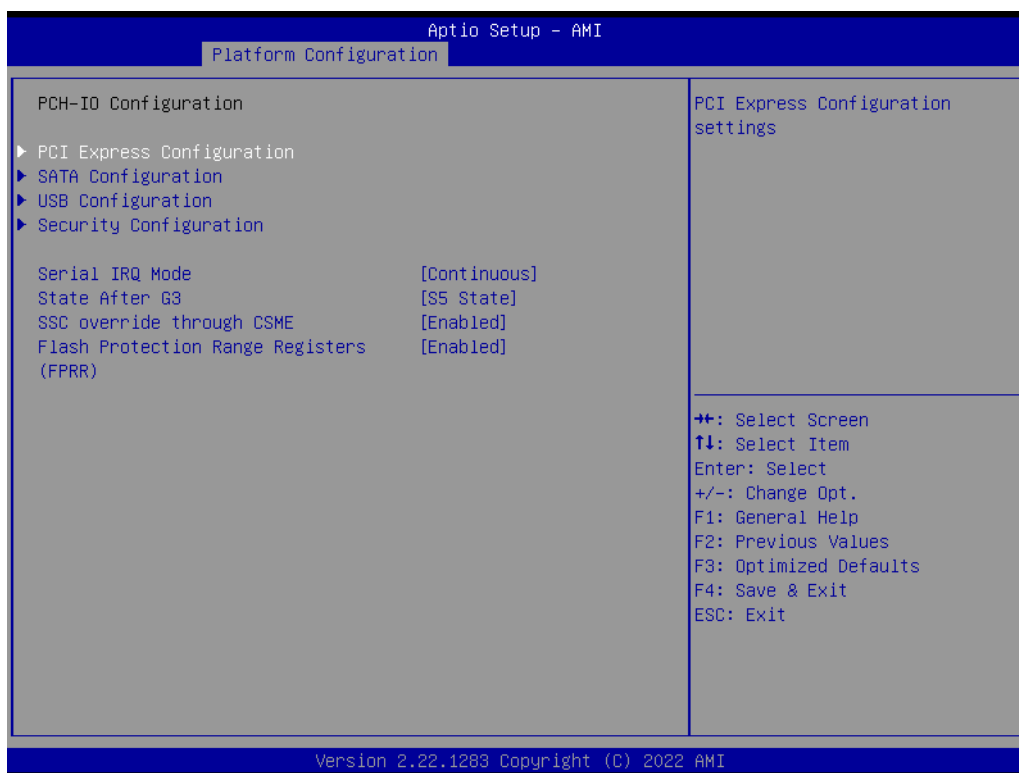 Aptio Setup – AMI
Platform Configuration
PCH-IO Configuration
PCI Express Configuration
SATA Configuration
USB Configuration
Security Configuration
Serial IRQ Mode [Continuous]
State After G3 [S5 State]
SSC override through CSME [Enabled]
Flash Protection Range Registers [Enabled]
(FPRR)
PCI Express Configuration
settings
→←: Select Screen
↑↓: Select Item
Enter: Select
+/-: Change Opt.
F1: General Help
F2: Previous Values
F3: Optimized Defaults
F4: Save & Exit
ESC: Exit
Version 2.22.1283 Copyright (C) 2022 AMI